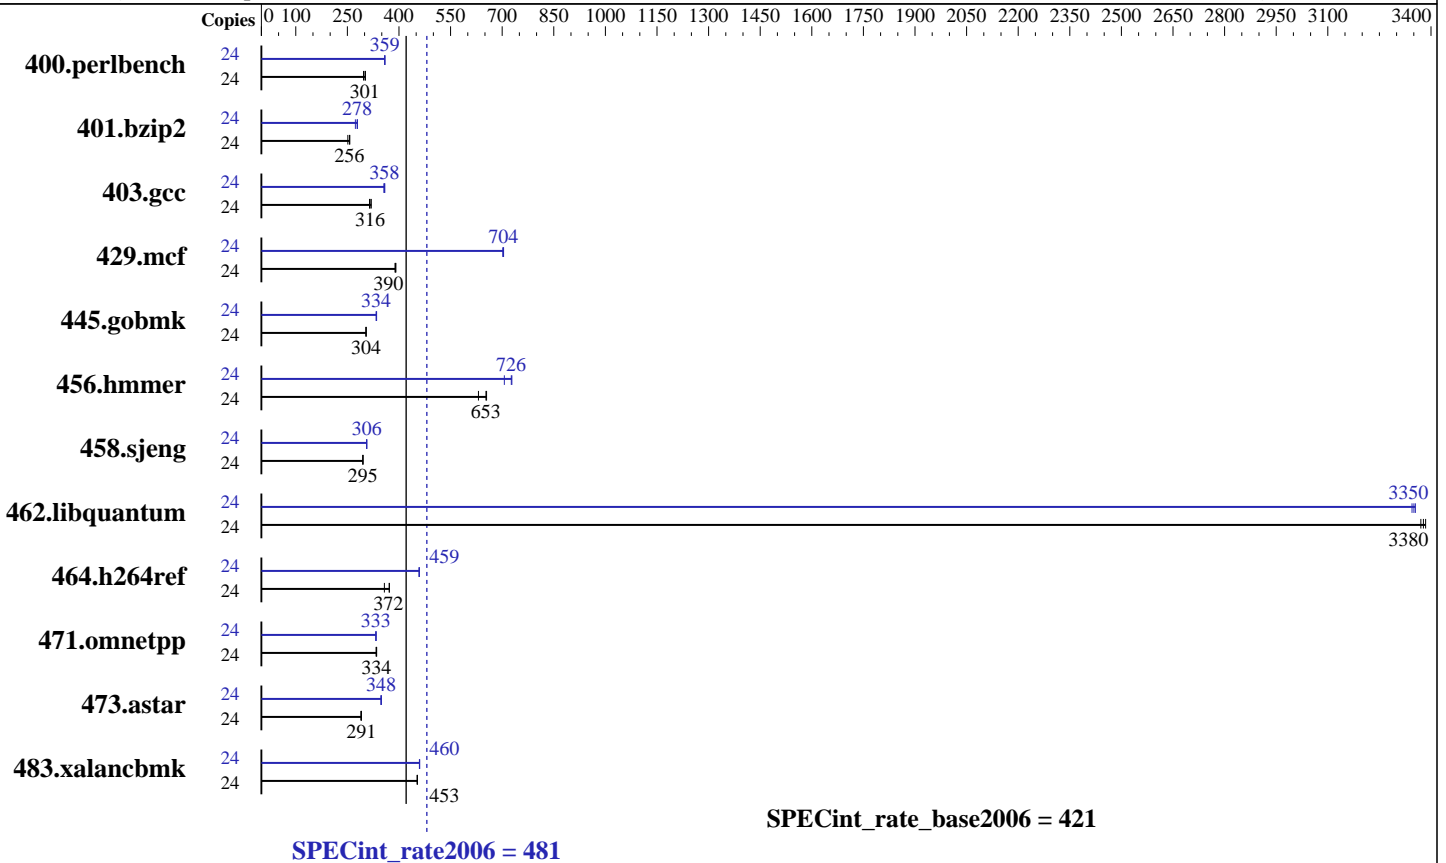 Copies 0 100 250 400 550 700 850 1000 1150 1300 1450 1600 1750 1900 2050 2200 2350 2500 2650 2800 2950 3100 3400
400.perlbench 24 359
24 301
401.bzip2 24 278
24 256
403.gcc 24 358
24 316
429.mcf 24 704
24 390
445.gobmk 24 334
24 304
456.hmmer 24 726
24 653
458.sjeng 24 306
24 295
462.libquantum 24 3350
24 3380
464.h264ref 24 459
24 372
471.omnetpp 24 333
24 334
473.astar 24 348
24 291
483.xalancbmk 24 460
24 453
SPECint_rate_base2006 = 421
SPECint_rate2006 = 481